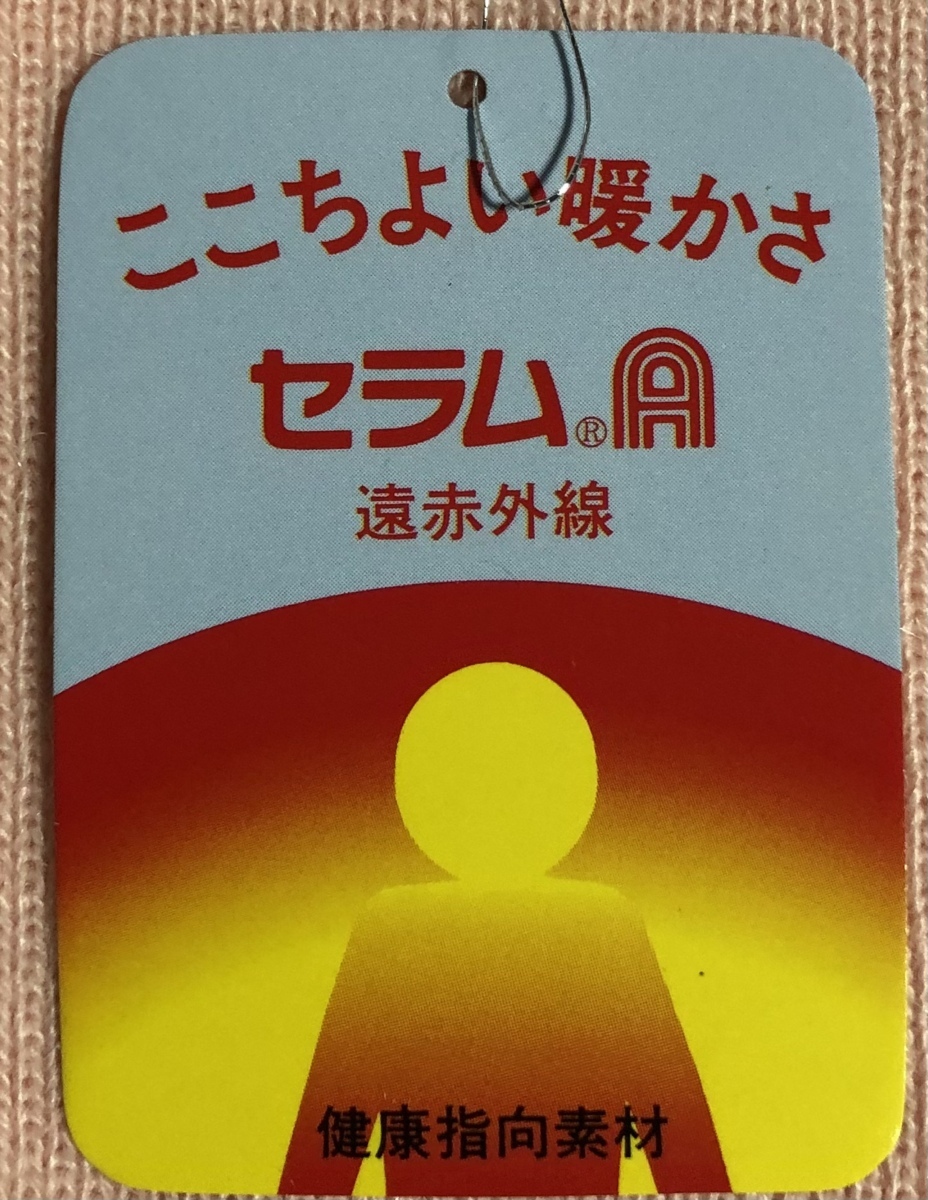 ここちよい暖かさ
セラム®A
遠赤外線
健康指向素材